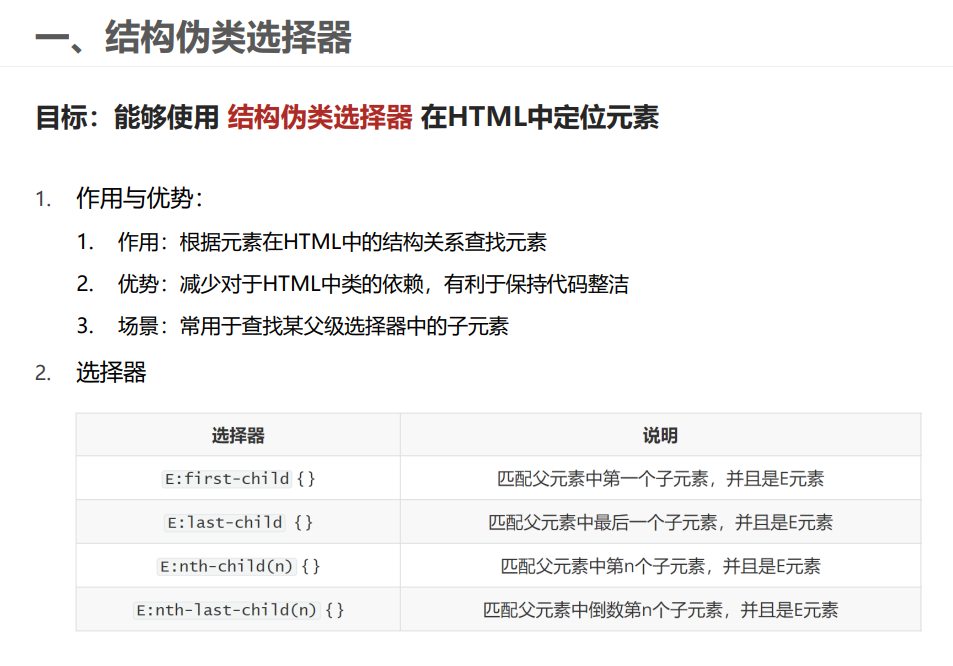 一、结构伪类选择器
目标：能够使用 结构伪类选择器 在HTML中定位元素
1. 作用与优势：
1. 作用：根据元素在HTML中的结构关系查找元素
2. 优势：减少对于HTML中类的依赖，有利于保持代码整洁
3. 场景：常用于查找某父级选择器中的子元素
2. 选择器
选择器 说明
E:first-child {} 匹配父元素中第一个子元素，并且是E元素
E:last-child {} 匹配父元素中最后一个子元素，并且是E元素
E:nth-child(n) {} 匹配父元素中第n个子元素，并且是E元素
E:nth-last-child(n) {} 匹配父元素中倒数第n个子元素，并且是E元素